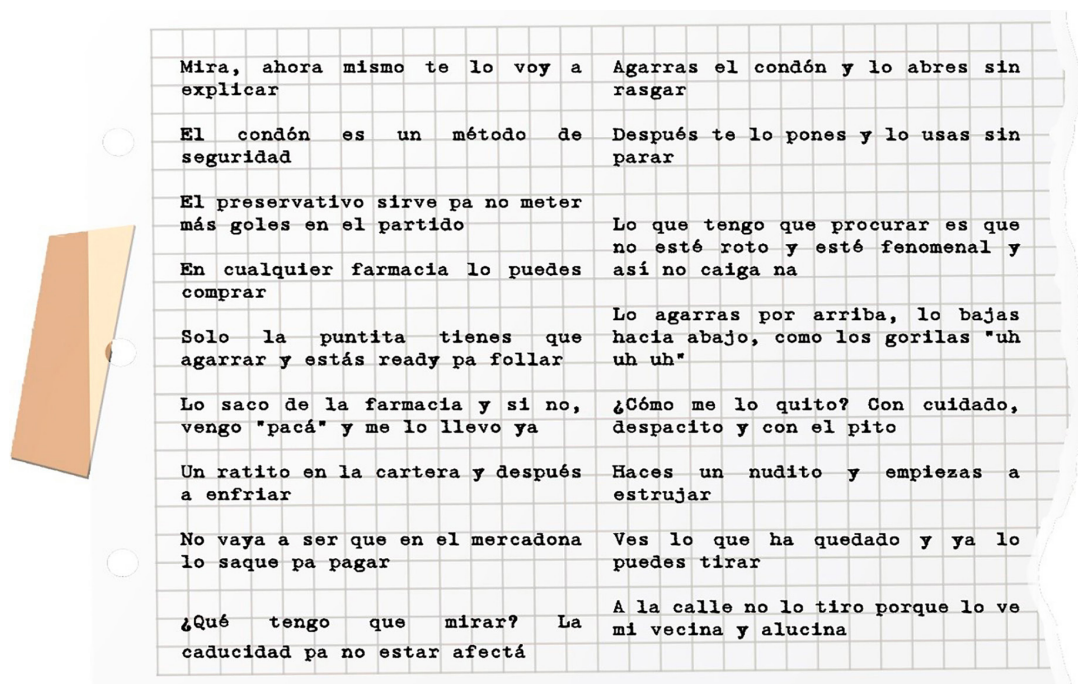 Mira, ahora mismo te lo voy a
explicar
El condón es un método de
seguridad
El preservativo sirve pa no meter
más goles en el partido
En cualquier farmacia lo puedes
comprar
Solo la puntita tienes que
agarrar y estás ready pa follar
Lo saco de la farmacia y si no,
vengo "pacá" y me lo llevo ya
Un ratito en la cartera y después
a enfriar
No vaya a ser que en el mercadona
lo saque pa pagar
¿Qué tengo que mirar? La
caducidad pa no estar afectá
Agarras el condón y lo abres sin
rasgar
Después te lo pones y lo usas sin
parar
Lo que tengo que procurar es que
no esté roto y esté fenomenal y
así no caiga na
Lo agarras por arriba, lo bajas
hacia abajo, como los gorilas "uh
uh uh"
¿Cómo me lo quito? Con cuidado,
despacito y con el pito
Haces un nudito y empiezas a
estrujar
Ves lo que ha quedado y ya lo
puedes tirar
A la calle no lo tiro porque lo ve
mi vecina y alucina